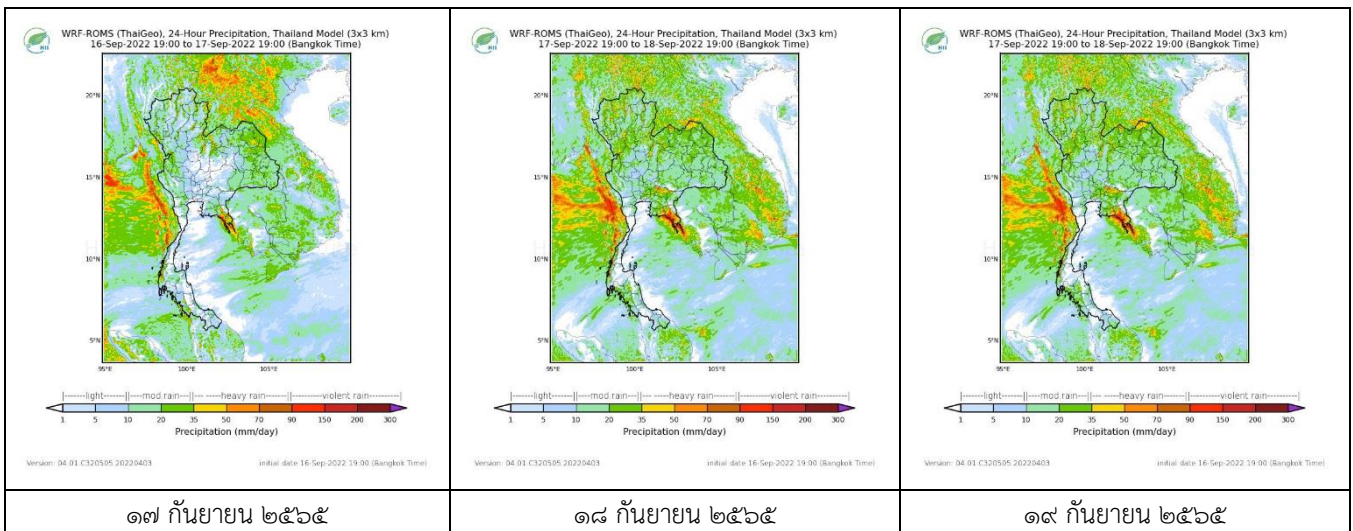 WRF-ROMS (ThaiGeo), 24-Hour Precipitation, Thailand Model (3x3 km)
16-Sep-2022 19:00 to 17-Sep-2022 19:00 (Bangkok Time)
HII
20°N
15°N
10°N
5°N
95°E 100°E 105°E
|------light-----||---mod rain---||--- ----heavy rain----||--------violent rain-------|
1 5 10 20 35 50 70 90 150 200 300
Precipitation (mm/day)
Version: 04.01.C320505.20220403 initial date 16-Sep-2022 19:00 (Bangkok Time)
๑๗ กันยายน ๒๕๖๕
WRF-ROMS (ThaiGeo), 24-Hour Precipitation, Thailand Model (3x3 km)
17-Sep-2022 19:00 to 18-Sep-2022 19:00 (Bangkok Time)
HII
20°N
15°N
10°N
5°N
95°E 100°E 105°E
|------light-----||---mod rain---||--- ----heavy rain----||--------violent rain-------|
1 5 10 20 35 50 70 90 150 200 300
Precipitation (mm/day)
Version: 04.01.C320505.20220403 initial date 16-Sep-2022 19:00 (Bangkok Time)
๑๘ กันยายน ๒๕๖๕
WRF-ROMS (ThaiGeo), 24-Hour Precipitation, Thailand Model (3x3 km)
17-Sep-2022 19:00 to 18-Sep-2022 19:00 (Bangkok Time)
HII
20°N
15°N
10°N
5°N
95°E 100°E 105°E
|------light-----||---mod rain---||--- ----heavy rain----||--------violent rain-------|
1 5 10 20 35 50 70 90 150 200 300
Precipitation (mm/day)
Version: 04.01.C320505.20220403 initial date 16-Sep-2022 19:00 (Bangkok Time)
๑๙ กันยายน ๒๕๖๕